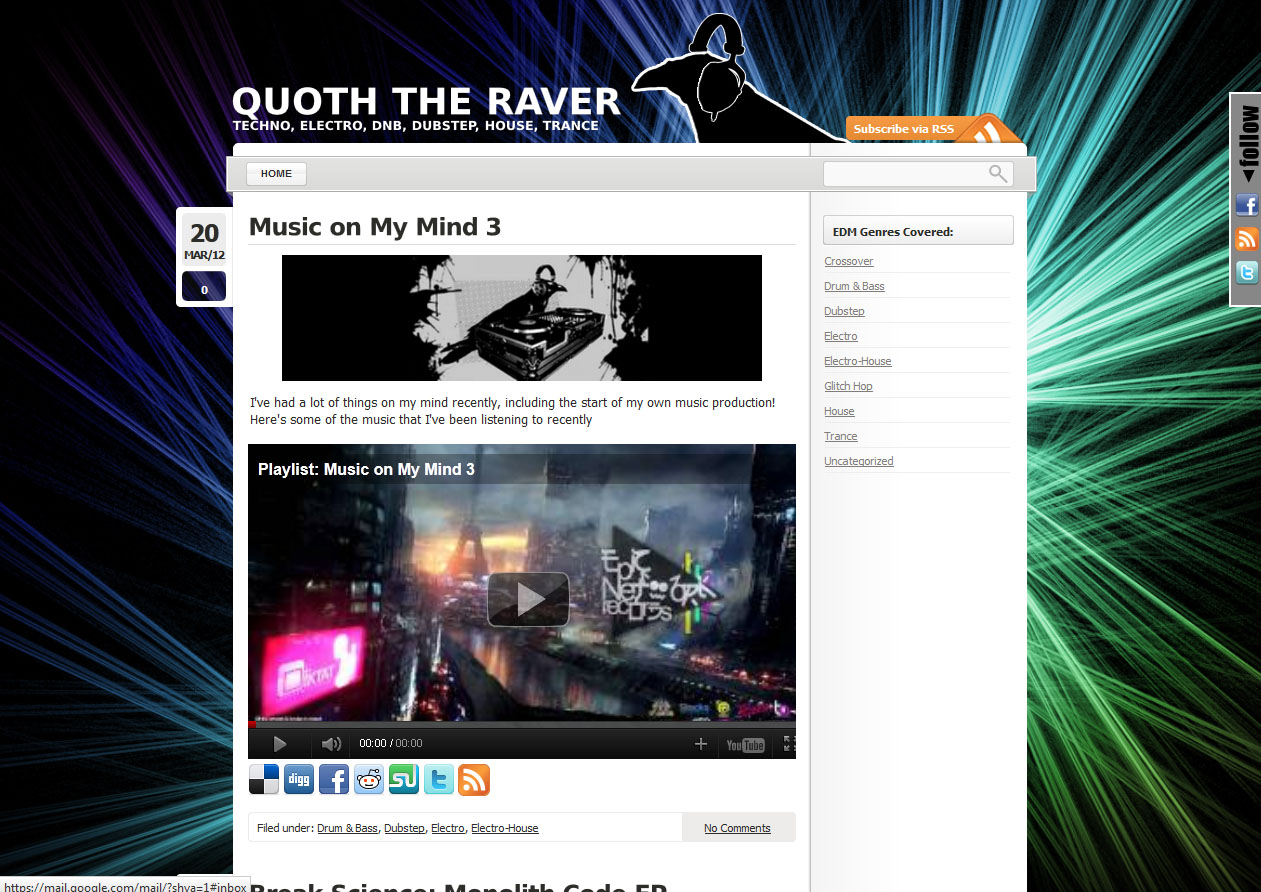 QUOTH THE RAVER
TECHNO, ELECTRO, DNB, DUBSTEP, HOUSE, TRANCE
Subscribe via RSS
◄follow
HOME
20
MAR/12
0
Music on My Mind 3
I've had a lot of things on my mind recently, including the start of my own music production!
Here's some of the music that I've been listening to recently
Playlist: Music on My Mind 3
Epic
Network
records
00:00 / 00:00
YouTube
digg
Filed under: Drum & Bass, Dubstep, Electro, Electro-House
No Comments
Break Science: Monolith Code EP
EDM Genres Covered:
Crossover
Drum & Bass
Dubstep
Electro
Electro-House
Glitch Hop
House
Trance
Uncategorized
https://mail.google.com/mail/?shva=1#inbox